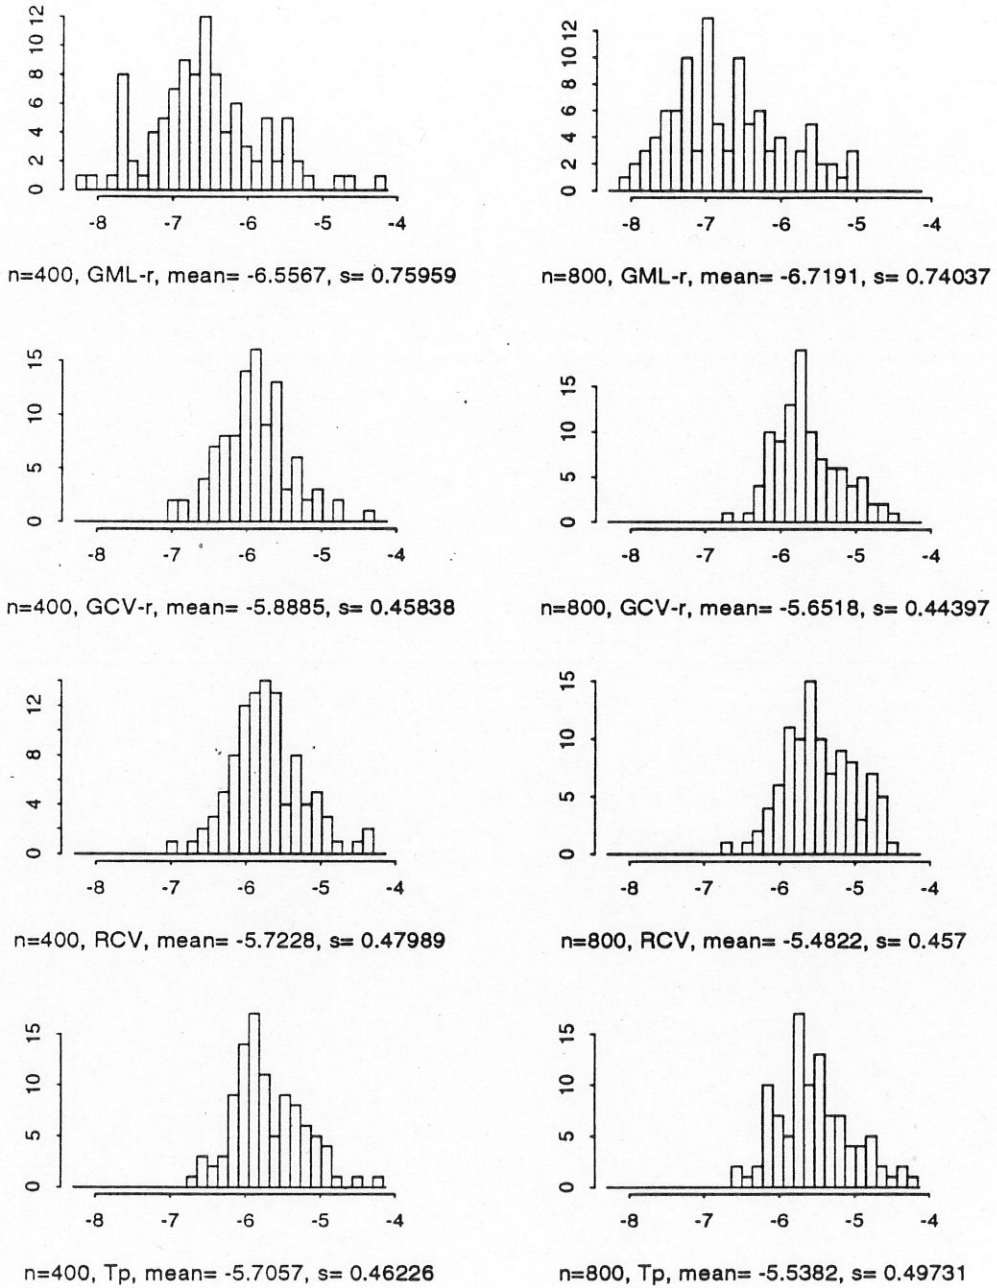 0 2 4 6 8 10 12
-8 -7 -6 -5 -4
n=400, GML-r, mean= -6.5567, s= 0.75959
0 2 4 6 8 10 12
-8 -7 -6 -5 -4
n=800, GML-r, mean= -6.7191, s= 0.74037
0 5 10 15
-8 -7 -6 -5 -4
n=400, GCV-r, mean= -5.8885, s= 0.45838
0 5 10 15
-8 -7 -6 -5 -4
n=800, GCV-r, mean= -5.6518, s= 0.44397
0 4 8 12
-8 -7 -6 -5 -4
n=400, RCV, mean= -5.7228, s= 0.47989
0 5 10 15
-8 -7 -6 -5 -4
n=800, RCV, mean= -5.4822, s= 0.457
0 5 10 15
-8 -7 -6 -5 -4
n=400, Tp, mean= -5.7057, s= 0.46226
0 5 10 15
-8 -7 -6 -5 -4
n=800, Tp, mean= -5.5382, s= 0.49731